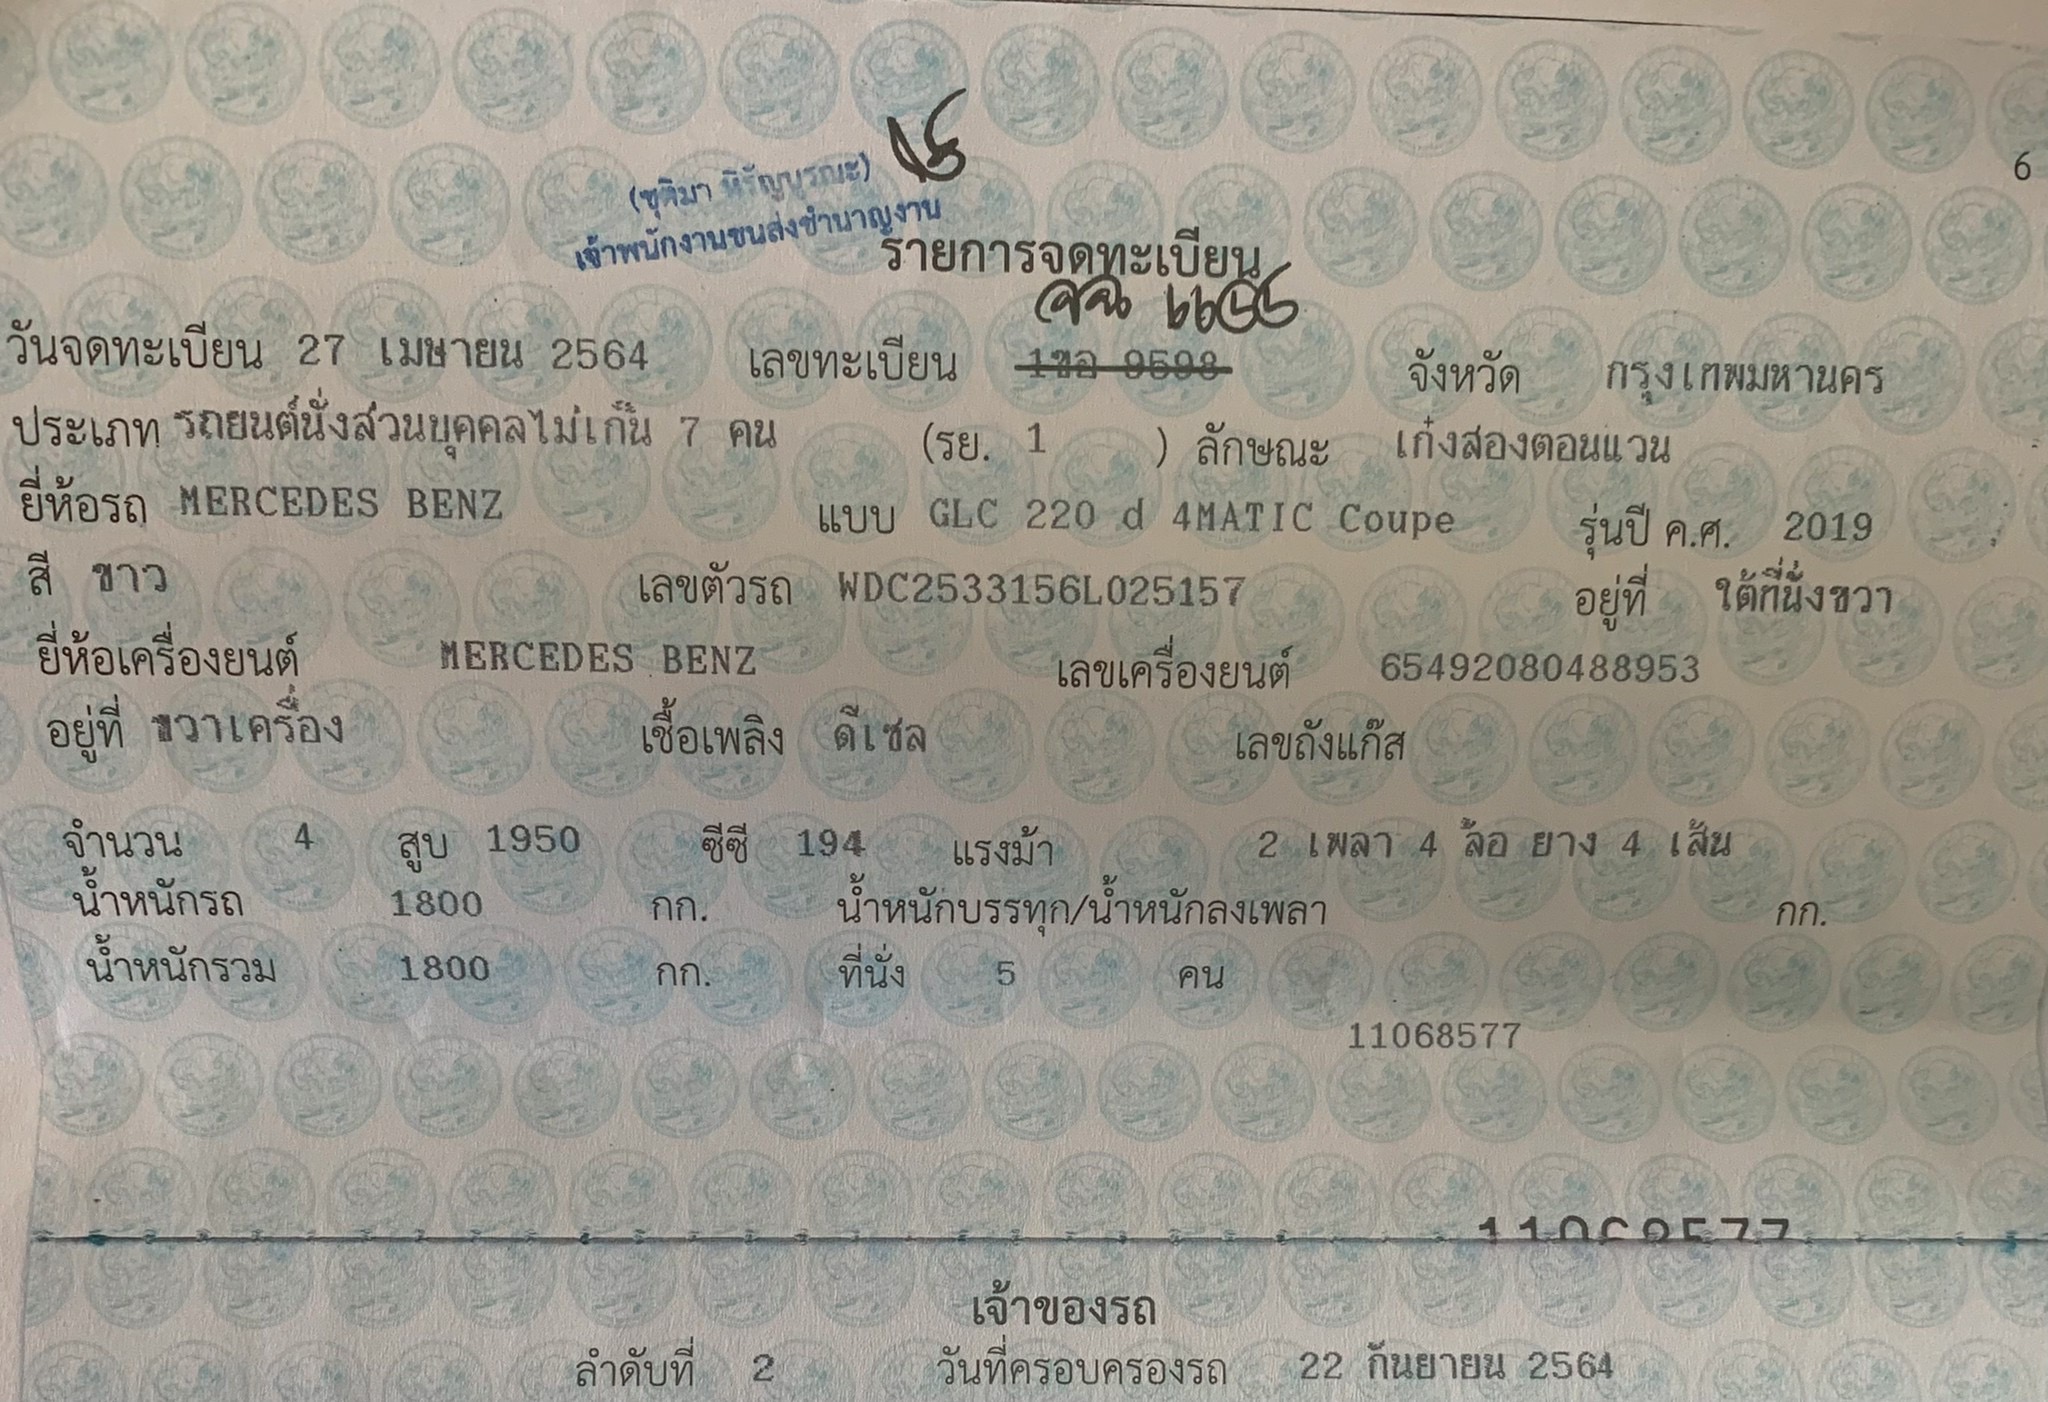 6
(ชุติมา หิรัญบูรณะ)
เจ้าพนักงานขนส่งชำนาญงาน
รายการจดทะเบียน
วันจดทะเบียน 27 เมษายน 2564 เลขทะเบียน 1ขอ 9598 จังหวัด กรุงเทพมหานคร
ประเภท รถยนต์นั่งส่วนบุคคลไม่เกิน 7 คน (รย. 1 ) ลักษณะ เก๋งสองตอนแวน
ยี่ห้อรถ MERCEDES BENZ แบบ GLC 220 d 4MATIC Coupe รุ่นปี ค.ศ. 2019
สี ขาว เลขตัวรถ WDC2533156L025157 อยู่ที่ ใต้ที่นั่งขวา
ยี่ห้อเครื่องยนต์ MERCEDES BENZ เลขเครื่องยนต์ 65492080488953
อยู่ที่ ขวาเครื่อง เชื้อเพลิง ดีเซล เลขถังแก๊ส
จำนวน 4 สูบ 1950 ซีซี 194 แรงม้า 2 เพลา 4 ล้อ ยาง 4 เส้น
น้ำหนักรถ 1800 กก. น้ำหนักบรรทุก/น้ำหนักลงเพลา กก.
น้ำหนักรวม 1800 กก. ที่นั่ง 5 คน
11068577
11068577
เจ้าของรถ
ลำดับที่ 2 วันที่ครอบครองรถ 22 กันยายน 2564